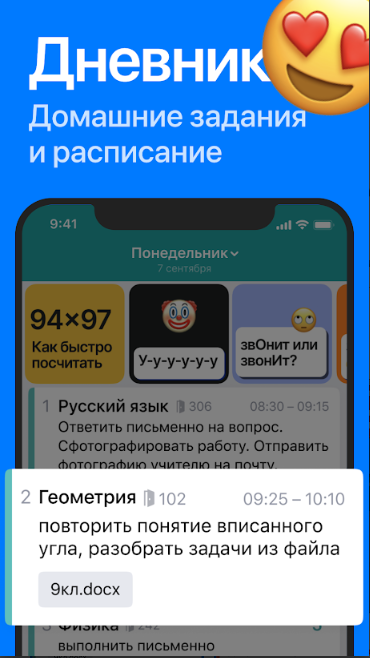 Дневник
Домашние задания
и расписание
9:41
Понедельник
7 сентября
94×97
Как быстро
посчитать
У-у-у-у-у-у
звОнит или
звонИт?
1 Русский язык 306 08:30 – 09:15
Ответить письменно на вопрос.
Сфотографировать работу. Отправить
фотографию учителю на почту.
2 Геометрия 102 09:25 – 10:10
повторить понятие вписанного
угла, разобрать задачи из файла
9кл.docx
3 Физика 242 5
выполнить письменно